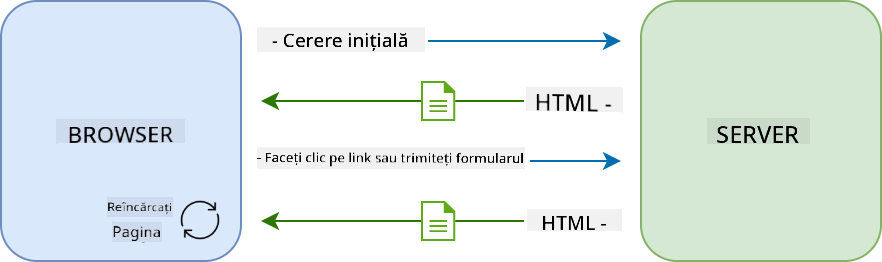 - Cerere inițială
HTML -
BROWSER
SERVER
- Faceți clic pe link sau trimiteți formularul
Reîncărcați
Pagina
HTML -